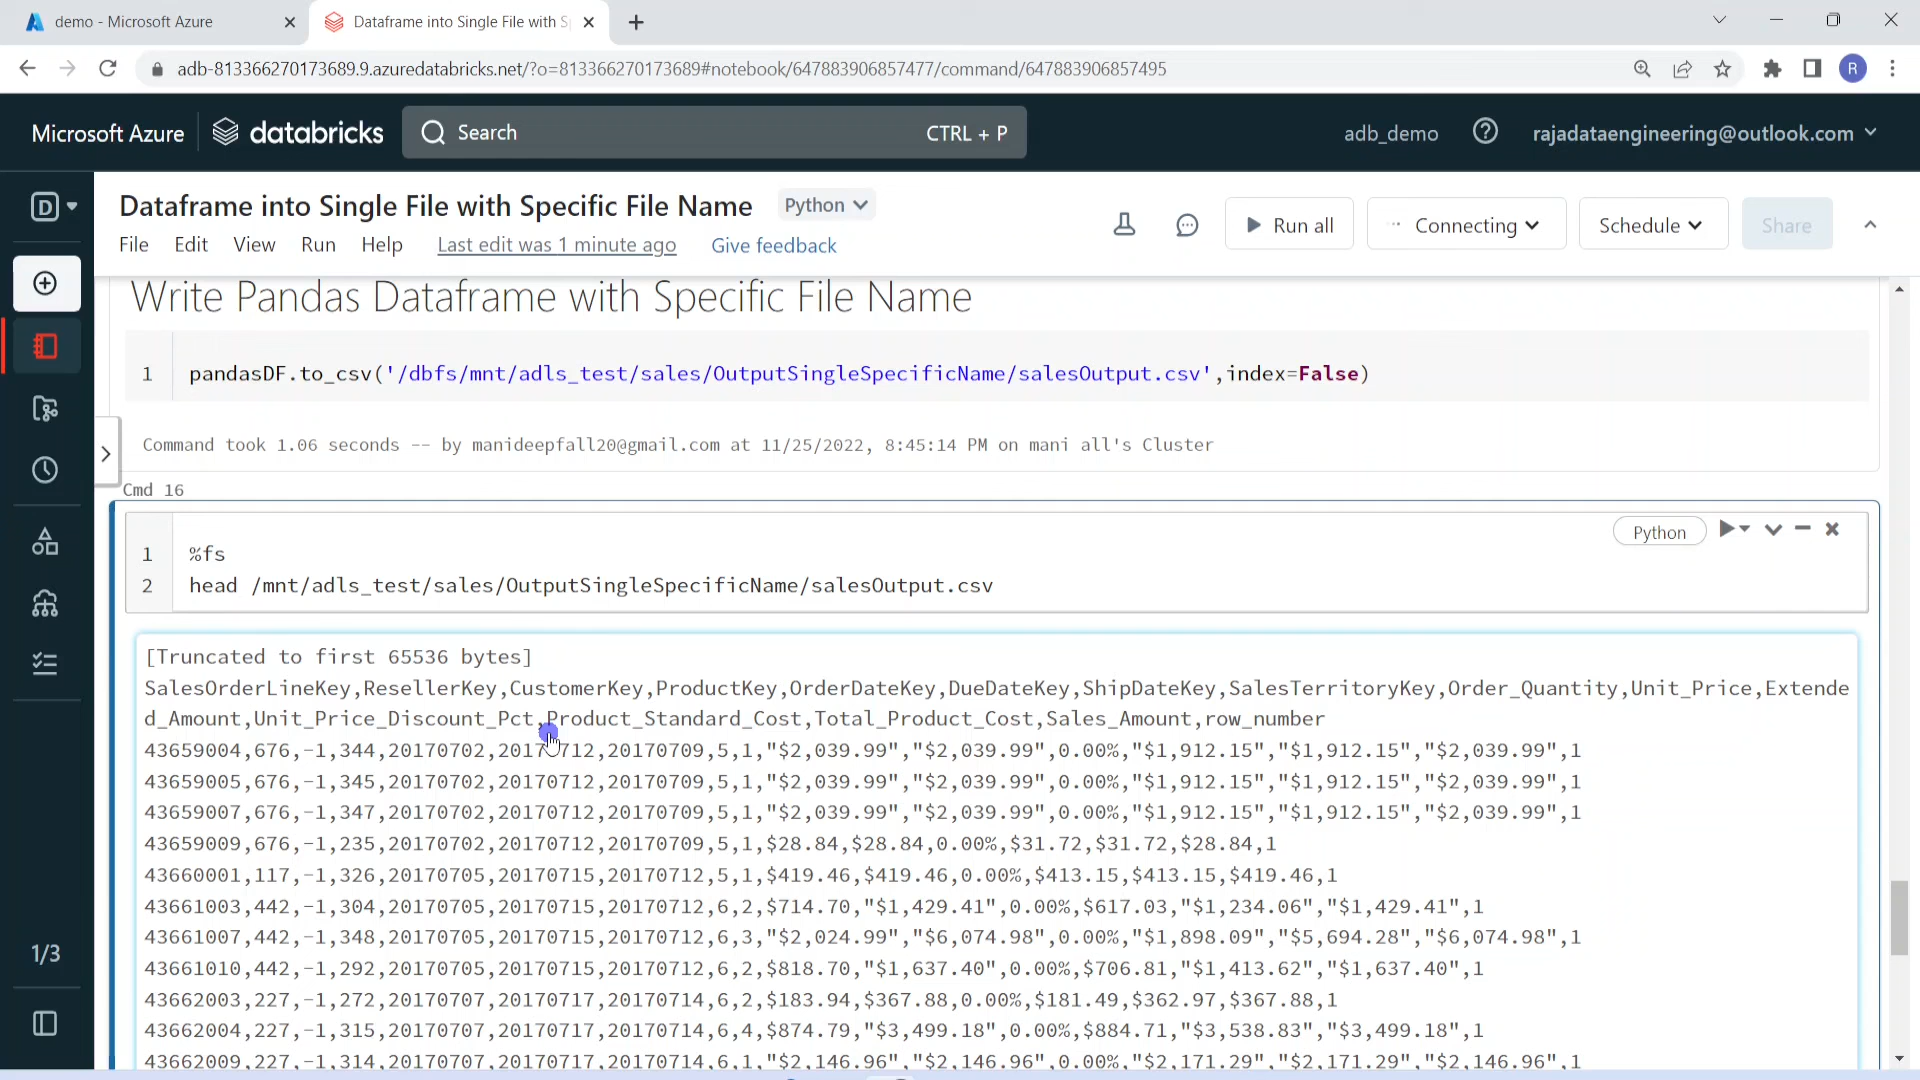 demo - Microsoft Azure
Dataframe into Single File with S
adb-813366270173689.9.azuredatabricks.net/?o=813366270173689#notebook/647883906857477/command/647883906857495
R
Microsoft Azure
databricks
Search
CTRL + P
adb_demo
rajadataengineering@outlook.com
D
Dataframe into Single File with Specific File Name
Python
File
Edit
View
Run
Help
Last edit was 1 minute ago
Give feedback
Run all
Connecting
Schedule
Share
Write Pandas Dataframe with Specific File Name
1 pandasDF.to_csv('/dbfs/mnt/adls_test/sales/OutputSingleSpecificName/salesOutput.csv',index=False)
Command took 1.06 seconds -- by manideepfall20@gmail.com at 11/25/2022, 8:45:14 PM on mani all's Cluster
Cmd 16
Python
1 %fs
2 head /mnt/adls_test/sales/OutputSingleSpecificName/salesOutput.csv
[Truncated to first 65536 bytes]
SalesOrderLineKey,ResellerKey,CustomerKey,ProductKey,OrderDateKey,DueDateKey,ShipDateKey,SalesTerritoryKey,Order_Quantity,Unit_Price,Extende
d_Amount,Unit_Price_Discount_Pct,Product_Standard_Cost,Total_Product_Cost,Sales_Amount,row_number
43659004,676,-1,344,20170702,20170712,20170709,5,1,"$2,039.99","$2,039.99",0.00%,"$1,912.15","$1,912.15","$2,039.99",1
43659005,676,-1,345,20170702,20170712,20170709,5,1,"$2,039.99","$2,039.99",0.00%,"$1,912.15","$1,912.15","$2,039.99",1
43659007,676,-1,347,20170702,20170712,20170709,5,1,"$2,039.99","$2,039.99",0.00%,"$1,912.15","$1,912.15","$2,039.99",1
43659009,676,-1,235,20170702,20170712,20170709,5,1,$28.84,$28.84,0.00%,$31.72,$31.72,$28.84,1
43660001,117,-1,326,20170705,20170715,20170712,5,1,$419.46,$419.46,0.00%,$413.15,$413.15,$419.46,1
43661003,442,-1,304,20170705,20170715,20170712,6,2,$714.70,"$1,429.41",0.00%,$617.03,"$1,234.06","$1,429.41",1
43661007,442,-1,348,20170705,20170715,20170712,6,3,"$2,024.99","$6,074.98",0.00%,"$1,898.09","$5,694.28","$6,074.98",1
43661010,442,-1,292,20170705,20170715,20170712,6,2,$818.70,"$1,637.40",0.00%,$706.81,"$1,413.62","$1,637.40",1
43662003,227,-1,272,20170707,20170717,20170714,6,2,$183.94,$367.88,0.00%,$181.49,$362.97,$367.88,1
43662004,227,-1,315,20170707,20170717,20170714,6,4,$874.79,"$3,499.18",0.00%,$884.71,"$3,538.83","$3,499.18",1
43662009,227,-1,314,20170707,20170717,20170714,6,1,"$2,146.96","$2,146.96",0.00%,"$2,171.29","$2,171.29","$2,146.96",1
1/3